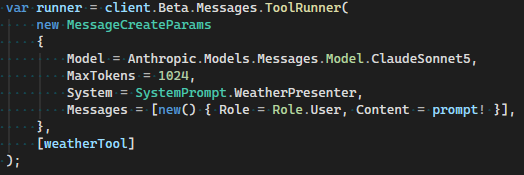 var runner = client.Beta.Messages.ToolRunner(
    new MessageCreateParams
    {
        Model = Anthropic.Models.Messages.Model.ClaudeSonnet5,
        MaxTokens = 1024,
        System = SystemPrompt.WeatherPresenter,
        Messages = [new() { Role = Role.User, Content = prompt! }],
    },
    [weatherTool]
);